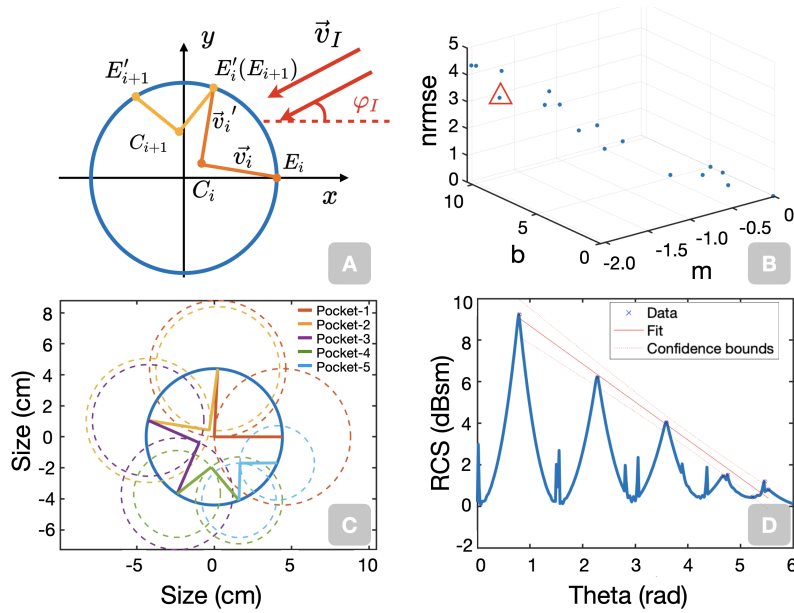 y
x
E′ᵢ₊₁
E′ᵢ(Eᵢ₊₁)
v⃗_I
φ_I
v⃗ᵢ′
Cᵢ₊₁
v⃗ᵢ
Eᵢ
Cᵢ
A
nrmse
5
4
3
2
1
0
10
5
0
b
-2.0
-1.5
-1.0
-0.5
0
m
B
Size (cm)
8
6
4
2
0
-2
-4
-6
Pocket-1
Pocket-2
Pocket-3
Pocket-4
Pocket-5
-5
0
5
10
Size (cm)
C
RCS (dBsm)
10
8
6
4
2
0
-2
Data
Fit
Confidence bounds
0
1
2
3
4
5
6
Theta (rad)
D